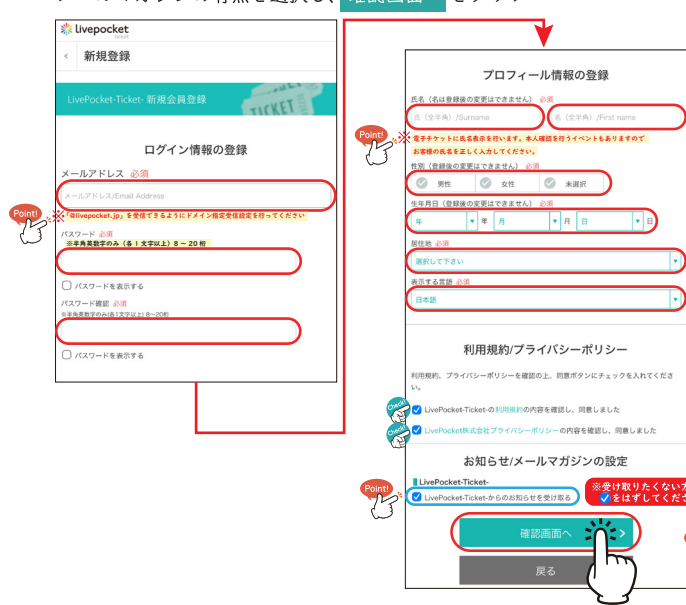 確認画面へ をタップ
livepocket
ticket
新規登録
LivePocket-Ticket- 新規会員登録
TICKET
ログイン情報の登録
メールアドレス 必須
メールアドレス/Email Address
Point!
※「@livepocket.jp」を受信できるようにドメイン指定受信設定を行ってください
パスワード 必須
※半角英数字のみ（各１文字以上）8～20桁
パスワードを表示する
パスワード確認 必須
※半角英数字のみ(各1文字以上) 8~20桁
パスワードを表示する
プロフィール情報の登録
氏名（名は登録後の変更はできません） 必須
氏（全半角）/Surname
名（全半角）/First name
Point!
※電子チケットに氏名表示を行います。本人確認を行うイベントもありますので
お客様の氏名を正しく入力してください。
性別（登録後の変更はできません） 必須
男性 女性 未選択
生年月日（登録後の変更はできません） 必須
年 年 月 月 日 日
居住地 必須
選択して下さい
表示する言語 必須
日本語
利用規約/プライバシーポリシー
利用規約、プライバシーポリシーを確認の上、同意ボタンにチェックを入れてくださ
い。
Check!
LivePocket-Ticket-の利用規約の内容を確認し、同意しました
Check!
LivePocket株式会社プライバシーポリシーの内容を確認し、同意しました
お知らせ/メールマガジンの設定
LivePocket-Ticket-
Point!
LivePocket-Ticket-からのお知らせを受け取る
※受け取りたくない方
をはずしてくださ
確認画面へ
戻る